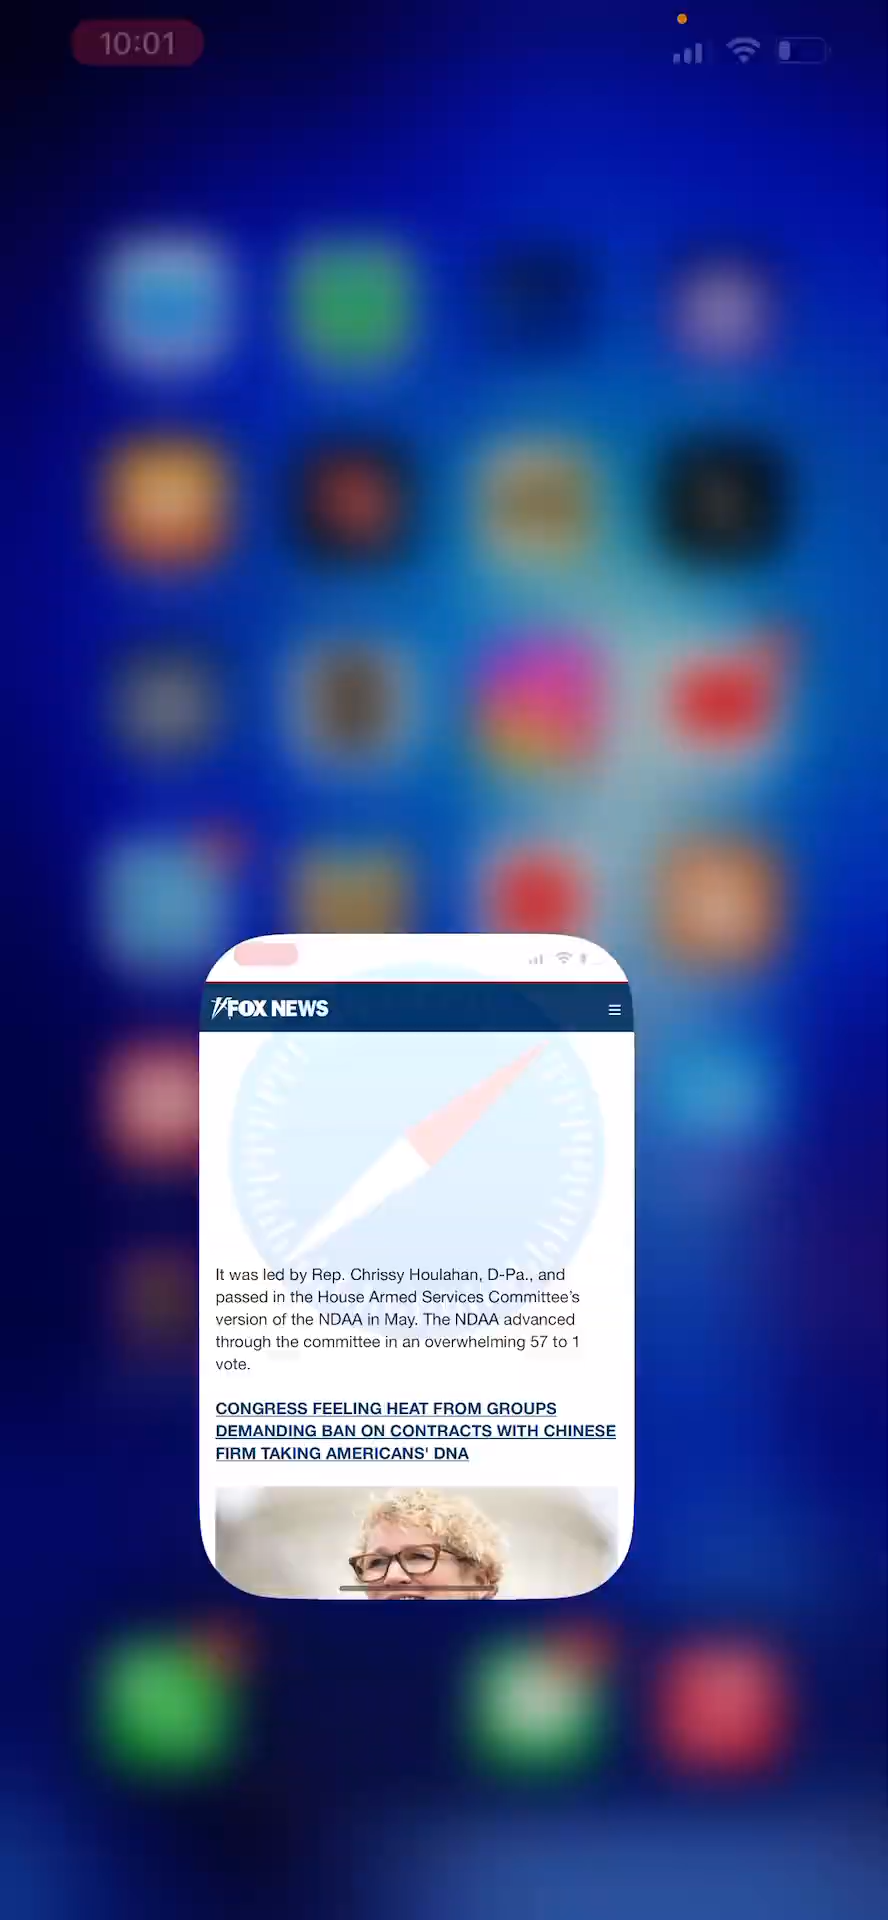 10:01
FOX NEWS
It was led by Rep. Chrissy Houlahan, D-Pa., and
passed in the House Armed Services Committee’s
version of the NDAA in May. The NDAA advanced
through the committee in an overwhelming 57 to 1
vote.
CONGRESS FEELING HEAT FROM GROUPS
DEMANDING BAN ON CONTRACTS WITH CHINESE
FIRM TAKING AMERICANS' DNA